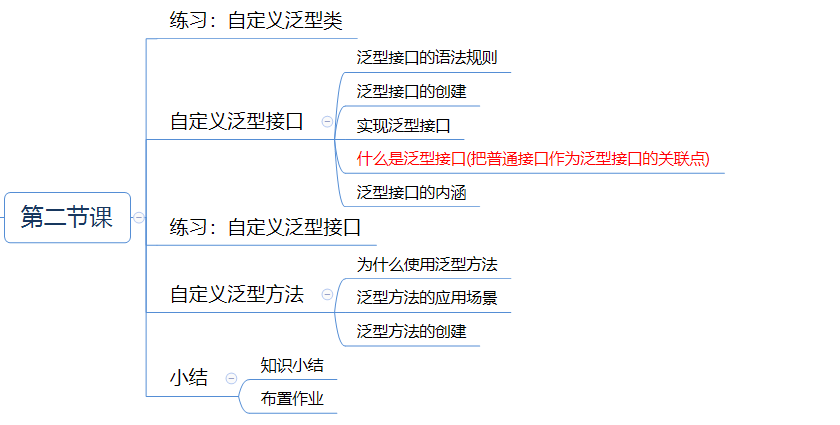 练习：自定义泛型类
泛型接口的语法规则
泛型接口的创建
自定义泛型接口
实现泛型接口
什么是泛型接口(把普通接口作为泛型接口的关联点)
泛型接口的内涵
第二节课
练习：自定义泛型接口
为什么使用泛型方法
自定义泛型方法
泛型方法的应用场景
泛型方法的创建
小结
知识小结
布置作业